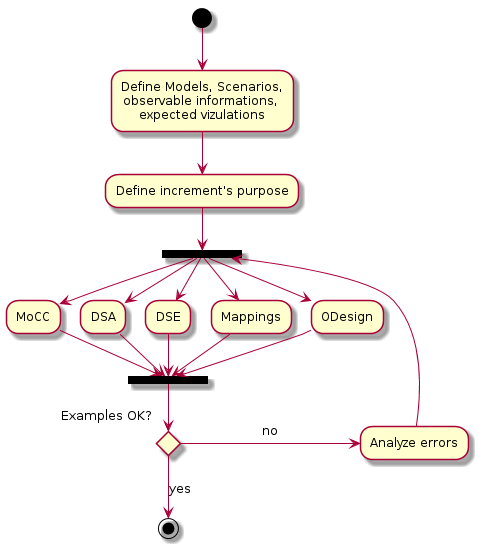 Define Models, Scenarios,
observable informations,
expected vizulations
Define increment's purpose
MoCC
DSA
DSE
Mappings
ODesign
Examples OK?
no
Analyze errors
yes